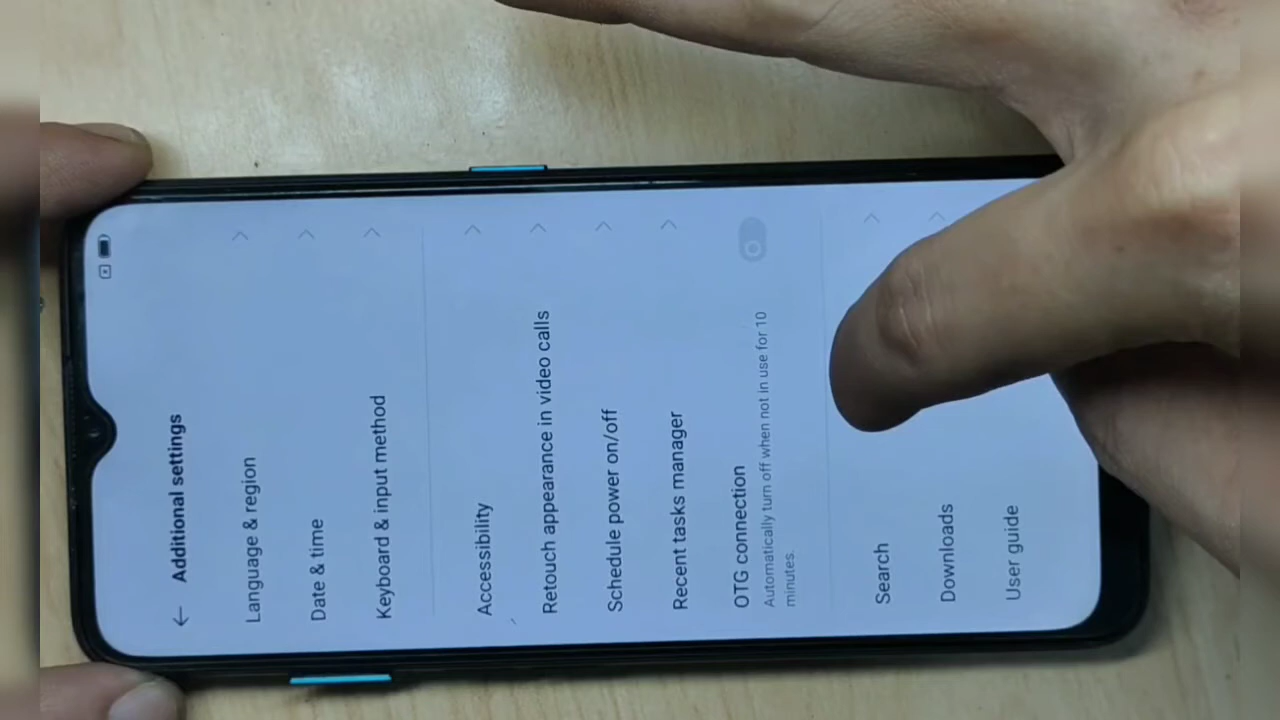 Additional settings
Language & region
Date & time
Keyboard & input method
Accessibility
Retouch appearance in video calls
Schedule power on/off
Recent tasks manager
OTG connection
Automatically turn off when not in use for 10
minutes.
Search
Downloads
User guide